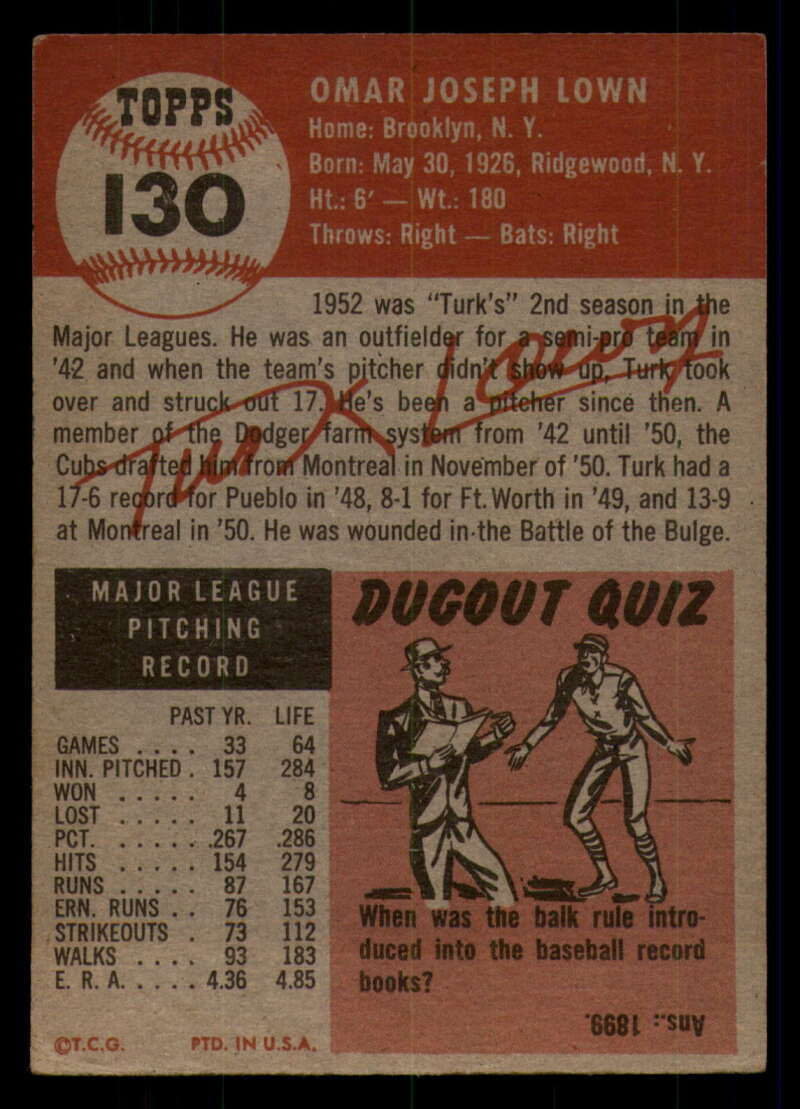 TOPPS
130
OMAR JOSEPH LOWN
Home: Brooklyn, N. Y.
Born: May 30, 1926, Ridgewood, N. Y.
Ht.: 6' — Wt.: 180
Throws: Right — Bats: Right
1952 was "Turk's" 2nd season in the
Major Leagues. He was an outfielder for a semi-pro team in
'42 and when the team's pitcher didn't show up, Turk took
over and struck out 17. He's been a pitcher since then. A
member of the Dodger farm system from '42 until '50, the
Cubs drafted him from Montreal in November of '50. Turk had a
17-6 record for Pueblo in '48, 8-1 for Ft. Worth in '49, and 13-9
at Montreal in '50. He was wounded in the Battle of the Bulge.
Turk Lown
MAJOR LEAGUE
PITCHING
RECORD
PAST YR. LIFE
GAMES . . . . 33 64
INN. PITCHED . 157 284
WON . . . . . 4 8
LOST . . . . . 11 20
PCT. . . . . . .267 .286
HITS . . . . . 154 279
RUNS . . . . . 87 167
ERN. RUNS . . 76 153
STRIKEOUTS . 73 112
WALKS . . . . 93 183
E. R. A. . . . . 4.36 4.85
©T.C.G. PTD. IN U.S.A.
DUGOUT QUIZ
When was the balk rule intro-
duced into the baseball record
books?
Ans.: 1899.